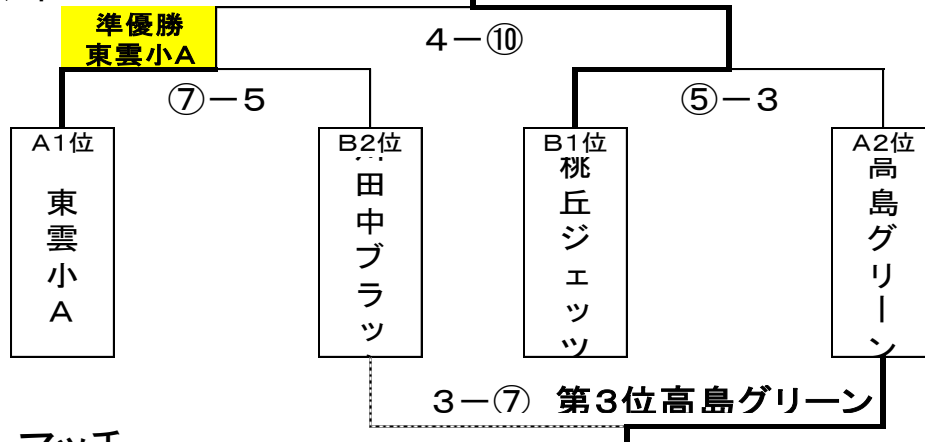 準優勝
東雲小A
4－⑩
⑦－5
⑤－3
A1位
東雲小A
B2位
田中ブラッ
B1位
桃丘ジェッツ
A2位
高島グリーン
3－⑦ 第3位高島グリーン
マッチ